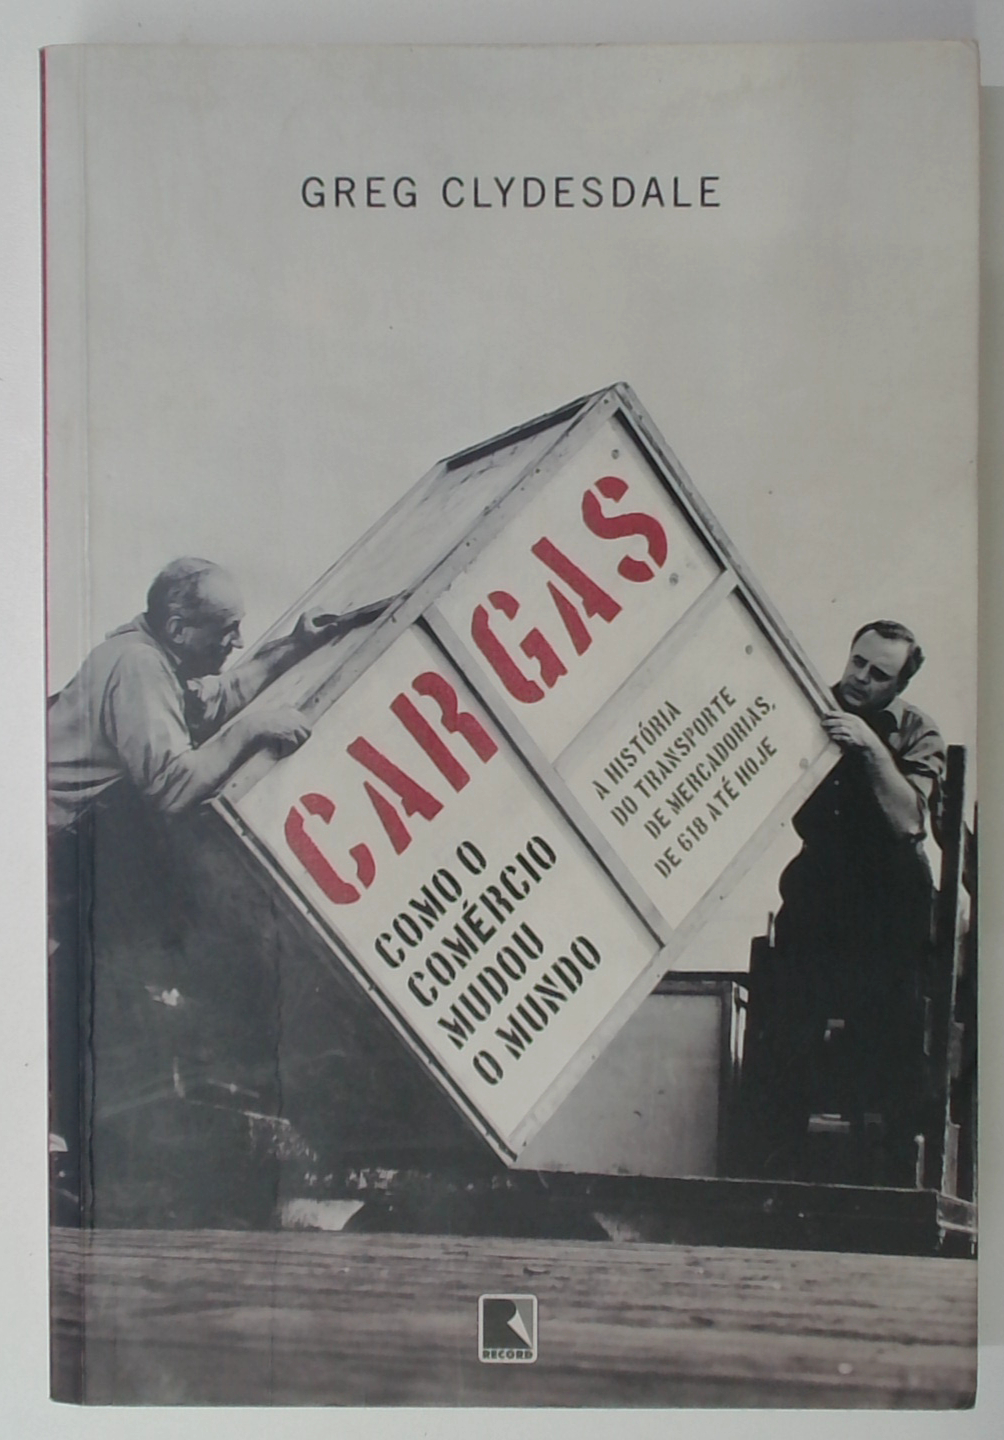 GREG CLYDESDALE
CARGAS
COMO O
COMÉRCIO
MUDOU
O MUNDO
A HISTÓRIA
DO TRANSPORTE
DE MERCADORIAS,
DE 618 ATÉ HOJE
RECORD